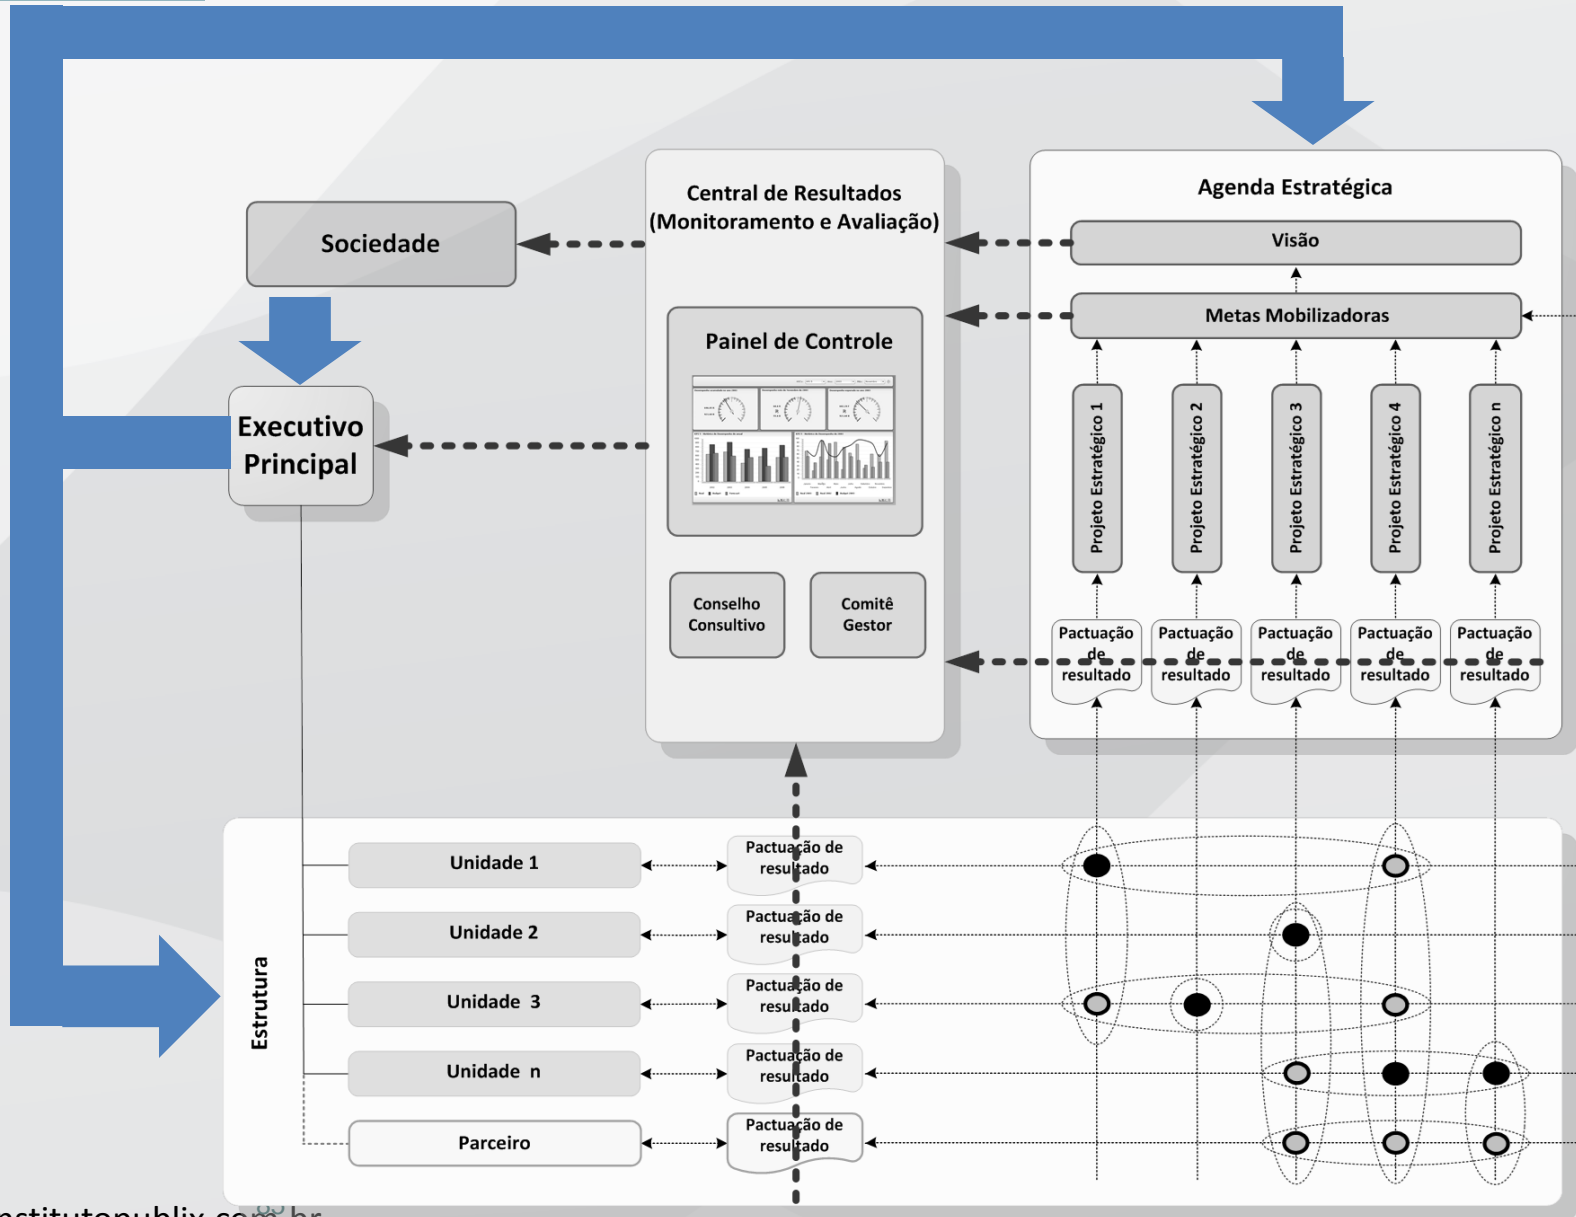 Central de Resultados
(Monitoramento e Avaliação)
Agenda Estratégica
Sociedade
Visão
Metas Mobilizadoras
Painel de Controle
Executivo
Principal
Projeto Estratégico 1
Projeto Estratégico 2
Projeto Estratégico 3
Projeto Estratégico 4
Projeto Estratégico n
Conselho
Consultivo
Comitê
Gestor
Pactuação
de
resultado
Pactuação
de
resultado
Pactuação
de
resultado
Pactuação
de
resultado
Pactuação
de
resultado
Estrutura
Unidade 1
Pactuação de
resultado
Unidade 2
Pactuação de
resultado
Unidade 3
Pactuação de
resultado
Unidade n
Pactuação de
resultado
Parceiro
Pactuação de
resultado